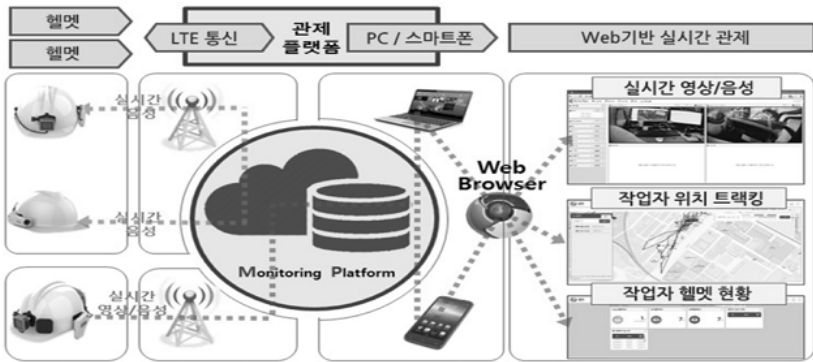 헬멧
헬멧
LTE 통신
관제
플랫폼
PC / 스마트폰
Web기반 실시간 관제
실시간
음성
실시간
음성
실시간
영상/음성
Monitoring Platform
Web
Browser
실시간 영상/음성
작업자 위치 트랙킹
작업자 헬멧 현황